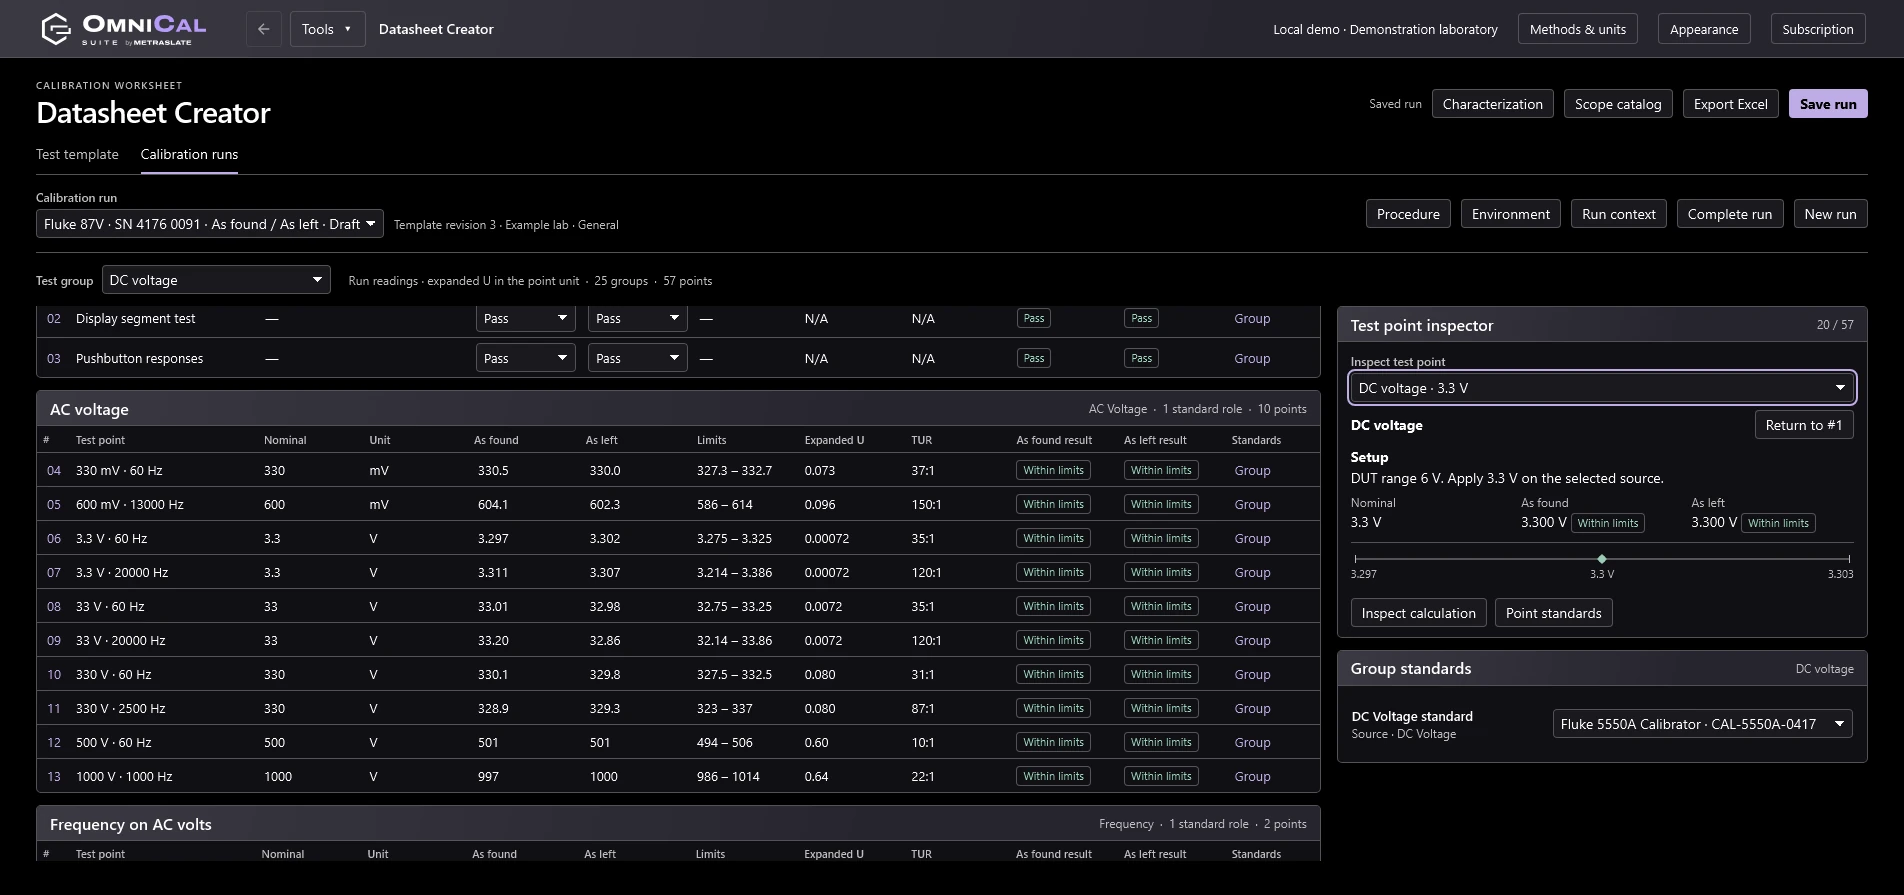 OMNICAL
SUITE by METRASLATE
←
Tools ▾
Datasheet Creator
Local demo · Demonstration laboratory
Methods & units
Appearance
Subscription
CALIBRATION WORKSHEET
Datasheet Creator
Saved run
Characterization
Scope catalog
Export Excel
Save run
Test template
Calibration runs
Calibration run
Fluke 87V · SN 4176 0091 · As found / As left · Draft
Template revision 3 · Example lab · General
Procedure
Environment
Run context
Complete run
New run
Test group
DC voltage
Run readings · expanded U in the point unit · 25 groups · 57 points
02 Display segment test — Pass Pass — N/A N/A Pass Pass Group
03 Pushbutton responses — Pass Pass — N/A N/A Pass Pass Group
AC voltage
AC Voltage · 1 standard role · 10 points
# Test point Nominal Unit As found As left Limits Expanded U TUR As found result As left result Standards
04 330 mV · 60 Hz 330 mV 330.5 330.0 327.3 – 332.7 0.073 37:1 Within limits Within limits Group
05 600 mV · 13000 Hz 600 mV 604.1 602.3 586 – 614 0.096 150:1 Within limits Within limits Group
06 3.3 V · 60 Hz 3.3 V 3.297 3.302 3.275 – 3.325 0.00072 35:1 Within limits Within limits Group
07 3.3 V · 20000 Hz 3.3 V 3.311 3.307 3.214 – 3.386 0.00072 120:1 Within limits Within limits Group
08 33 V · 60 Hz 33 V 33.01 32.98 32.75 – 33.25 0.0072 35:1 Within limits Within limits Group
09 33 V · 20000 Hz 33 V 33.20 32.86 32.14 – 33.86 0.0072 120:1 Within limits Within limits Group
10 330 V · 60 Hz 330 V 330.1 329.8 327.5 – 332.5 0.080 31:1 Within limits Within limits Group
11 330 V · 2500 Hz 330 V 328.9 329.3 323 – 337 0.080 87:1 Within limits Within limits Group
12 500 V · 60 Hz 500 V 501 501 494 – 506 0.60 10:1 Within limits Within limits Group
13 1000 V · 1000 Hz 1000 V 997 1000 986 – 1014 0.64 22:1 Within limits Within limits Group
Frequency on AC volts
Frequency · 1 standard role · 2 points
# Test point Nominal Unit As found As left Limits Expanded U TUR As found result As left result Standards
Test point inspector
20 / 57
Inspect test point
DC voltage · 3.3 V
DC voltage
Return to #1
Setup
DUT range 6 V. Apply 3.3 V on the selected source.
Nominal As found As left
3.3 V 3.300 V Within limits 3.300 V Within limits
3.297 3.3 V 3.303
Inspect calculation
Point standards
Group standards
DC voltage
DC Voltage standard
Source · DC Voltage
Fluke 5550A Calibrator · CAL-5550A-0417